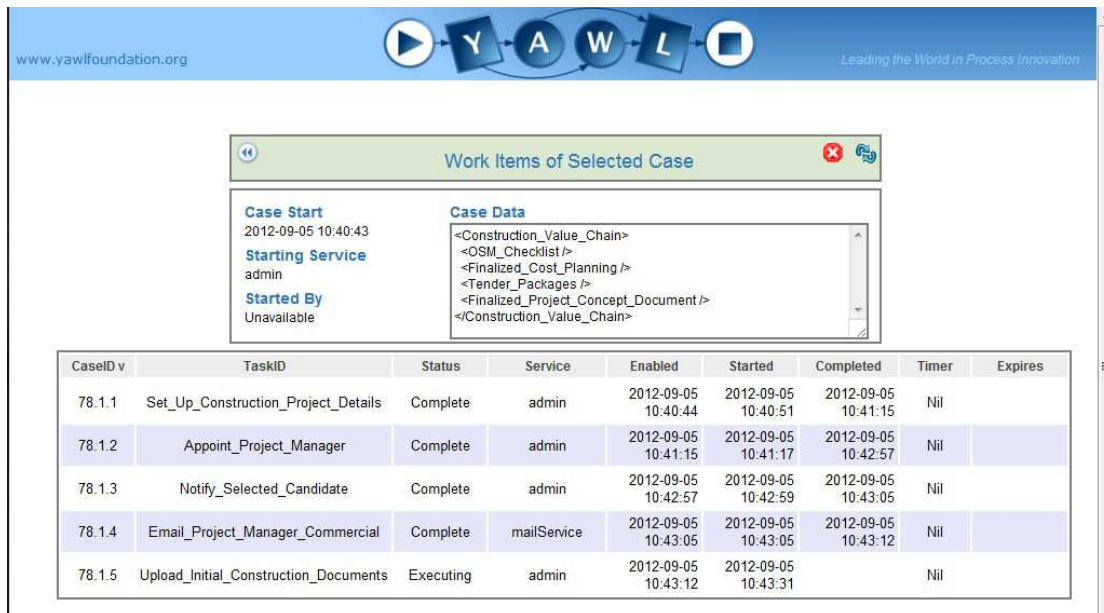 www.yawlfoundation.org
Y A W L
Leading the World in Process Innovation
Work Items of Selected Case
Case Start
2012-09-05 10:40:43
Starting Service
admin
Started By
Unavailable
Case Data
<Construction_Value_Chain>
<OSM_Checklist />
<Finalized_Cost_Planning />
<Tender_Packages />
<Finalized_Project_Concept_Document />
</Construction_Value_Chain>
CaseID v TaskID Status Service Enabled Started Completed Timer Expires
78.1.1 Set_Up_Construction_Project_Details Complete admin 2012-09-05 10:40:44 2012-09-05 10:40:51 2012-09-05 10:41:15 Nil
78.1.2 Appoint_Project_Manager Complete admin 2012-09-05 10:41:15 2012-09-05 10:41:17 2012-09-05 10:42:57 Nil
78.1.3 Notify_Selected_Candidate Complete admin 2012-09-05 10:42:57 2012-09-05 10:42:59 2012-09-05 10:43:05 Nil
78.1.4 Email_Project_Manager_Commercial Complete mailService 2012-09-05 10:43:05 2012-09-05 10:43:05 2012-09-05 10:43:12 Nil
78.1.5 Upload_Initial_Construction_Documents Executing admin 2012-09-05 10:43:12 2012-09-05 10:43:31 Nil